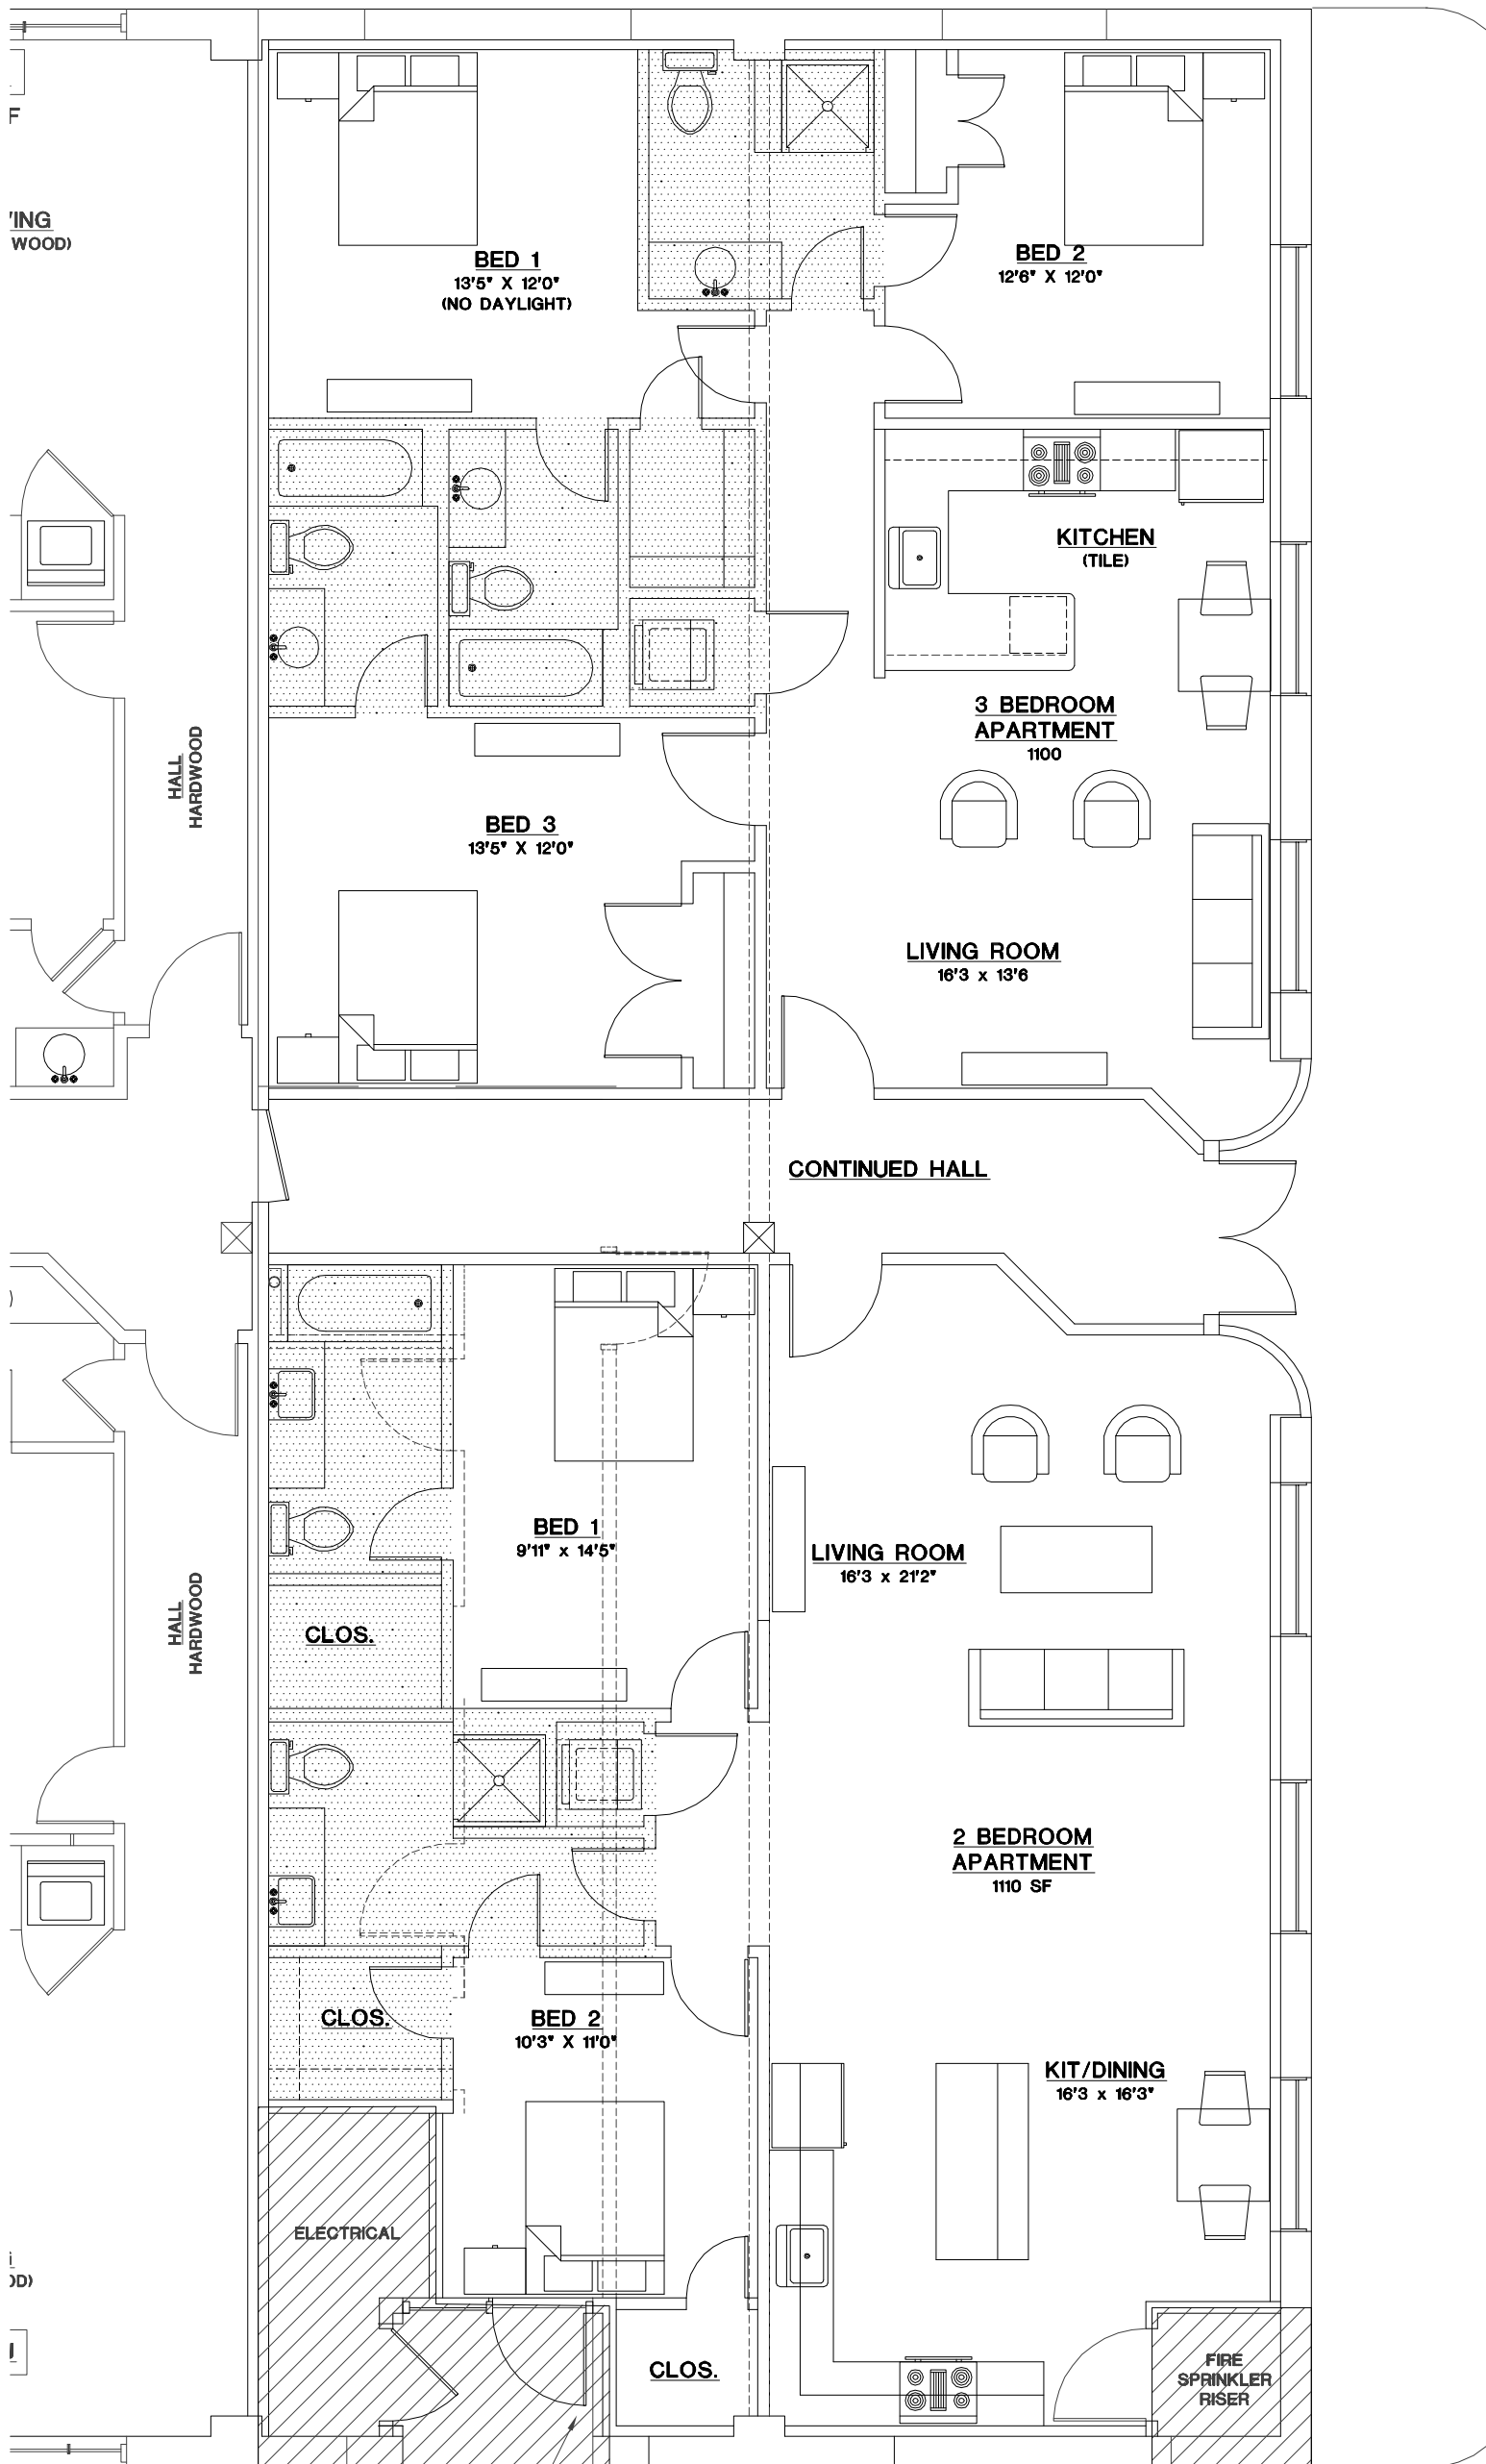 F
BED 1
13'5" X 12'0"
(NO DAYLIGHT)
BED 2
12'6" X 12'0"
WOOD)
KITCHEN
(TILE)
3 BEDROOM
APARTMENT
1100
HALL
HARDWOOD
BED 3
13'5" X 12'0"
LIVING ROOM
16'3 x 13'6
CONTINUED HALL
BED 1
9'11" x 14'5"
LIVING ROOM
16'3 x 21'2"
HALL
HARDWOOD
CLOS.
2 BEDROOM
APARTMENT
1110 SF
CLOS.
BED 2
10'3" X 11'0"
KIT/DINING
16'3 x 16'3"
ELECTRICAL
CLOS.
FIRE
SPRINKLER
RISER